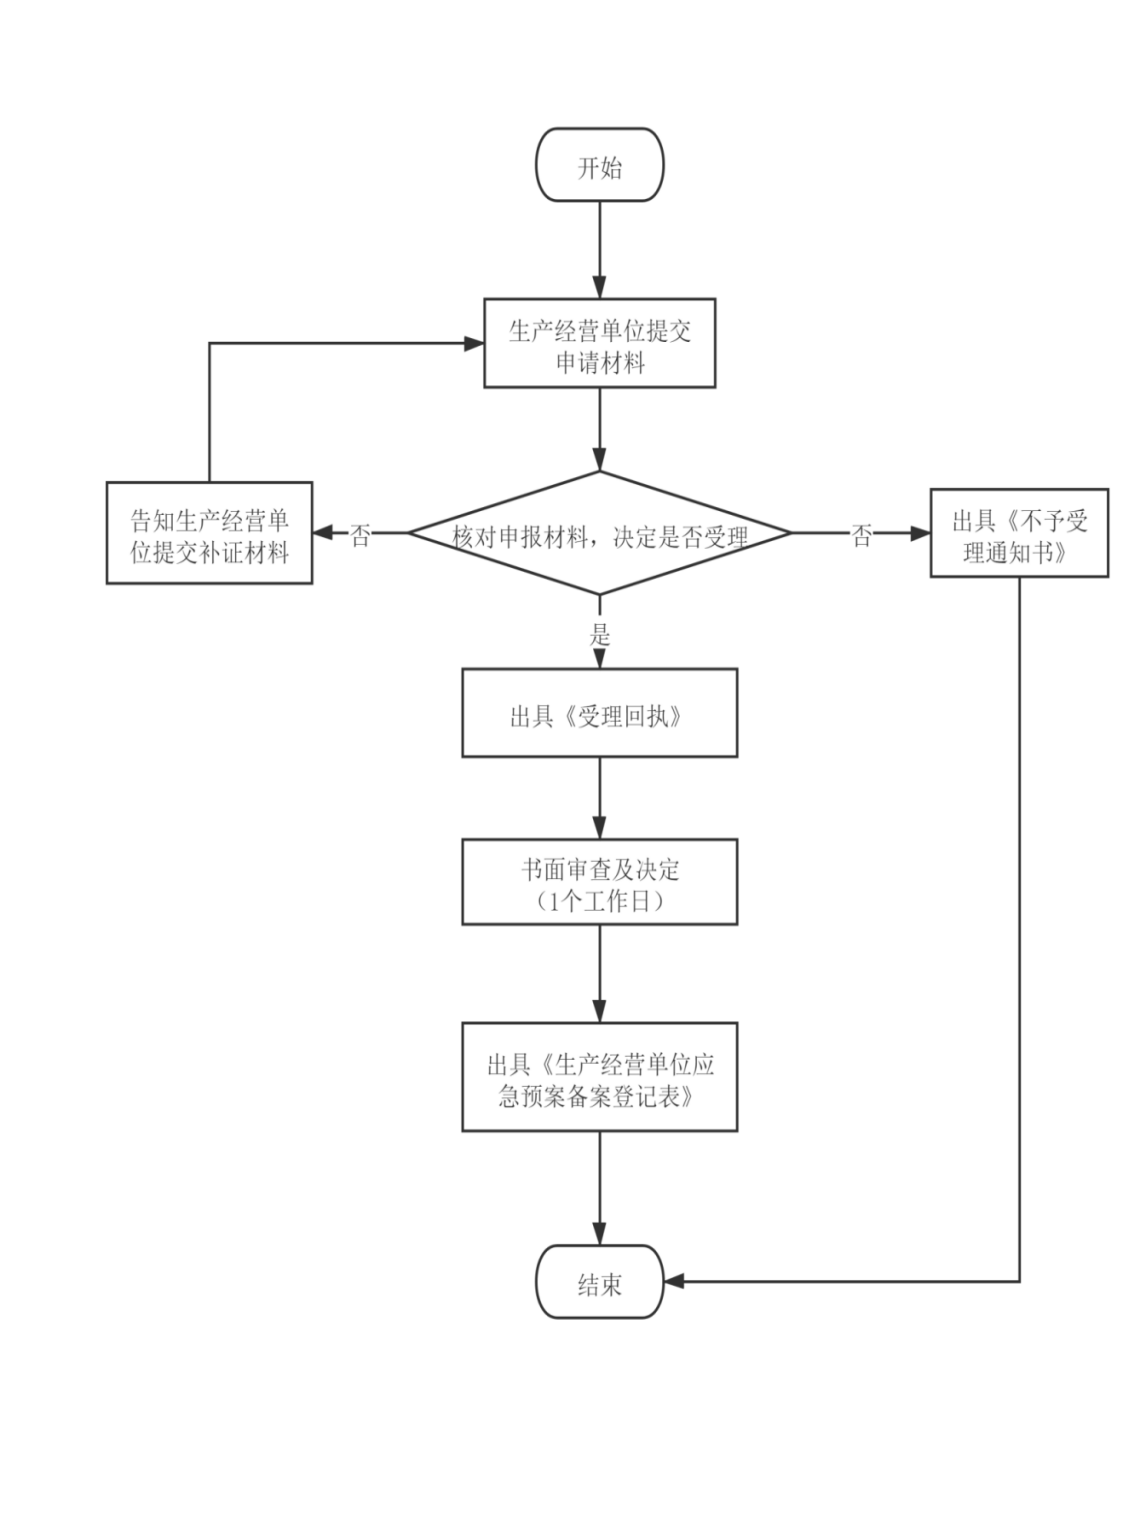 开始
生产经营单位提交
申请材料
告知生产经营单
位提交补证材料
否
核对申报材料，决定是否受理
否
出具《不予受
理通知书》
是
出具《受理回执》
书面审查及决定
（1个工作日）
出具《生产经营单位应
急预案备案登记表》
结束